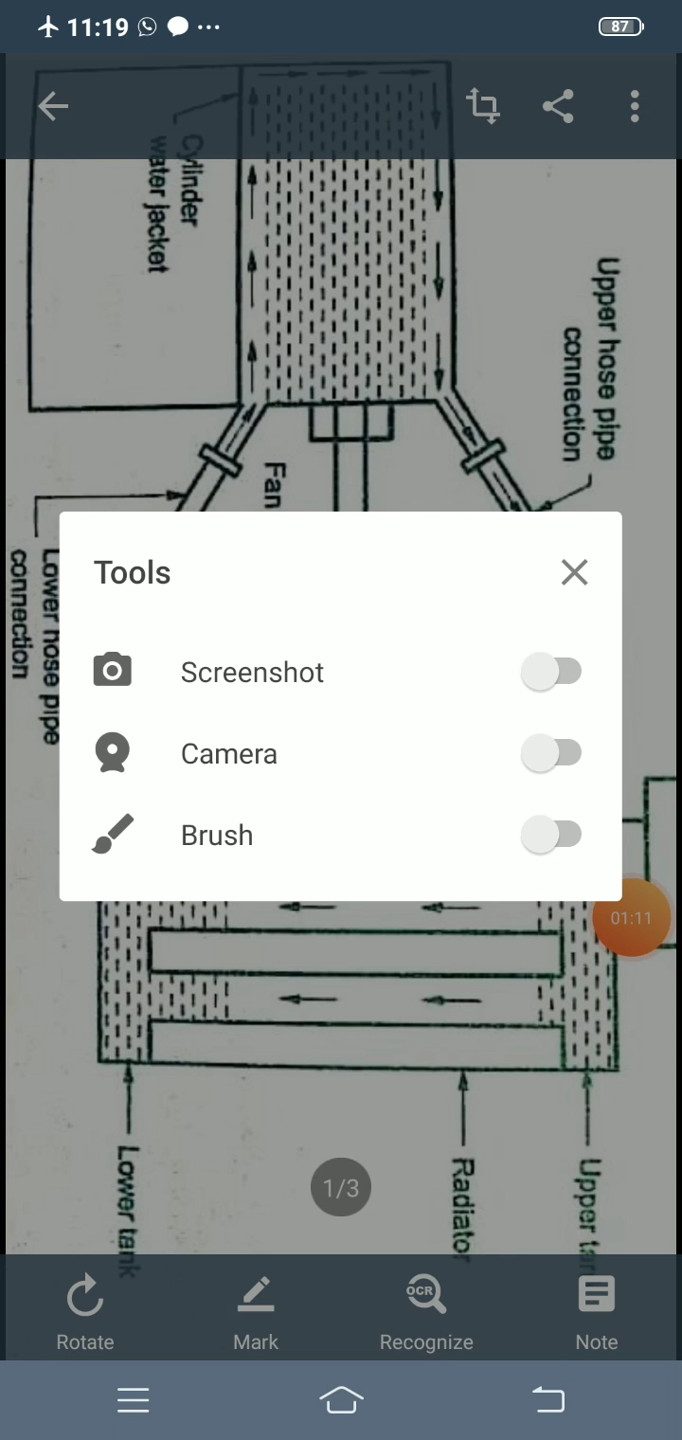 11:19
87
Cylinder
water jacket
Upper hose pipe
connection
Fan
Lower hose pipe
connection
Tools
Screenshot
Camera
Brush
01:11
Lower tank
Radiator
Upper
1/3
Rotate
Mark
OCR
Recognize
Note